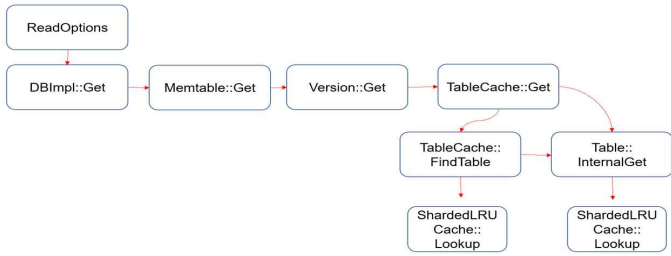 ReadOptions
DBImpl::Get
Memtable::Get
Version::Get
TableCache::Get
TableCache::
FindTable
Table::
InternalGet
ShardedLRU
Cache::
Lookup
ShardedLRU
Cache::
Lookup